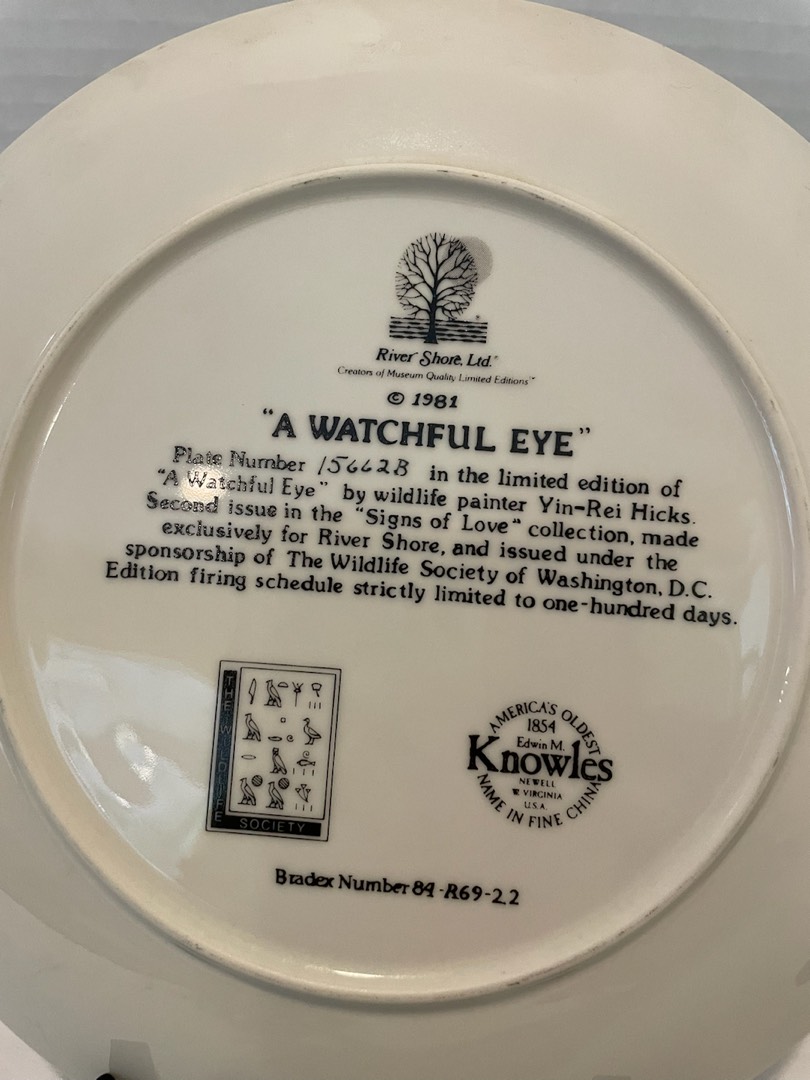 River Shore, Ltd.®
Creators of Museum Quality Limited Editions™
© 1981
"A WATCHFUL EYE"
Plate Number 15662B in the limited edition of
"A Watchful Eye" by wildlife painter Yin-Rei Hicks.
Second issue in the "Signs of Love" collection, made
exclusively for River Shore, and issued under the
sponsorship of The Wildlife Society of Washington, D.C.
Edition firing schedule strictly limited to one-hundred days.
THE WILDLIFE
SOCIETY
AMERICA'S OLDEST
1854
Edwin M.
Knowles
NEWELL
W. VIRGINIA
U.S.A.
NAME IN FINE CHINA
Bradex Number 84-R69-2.2